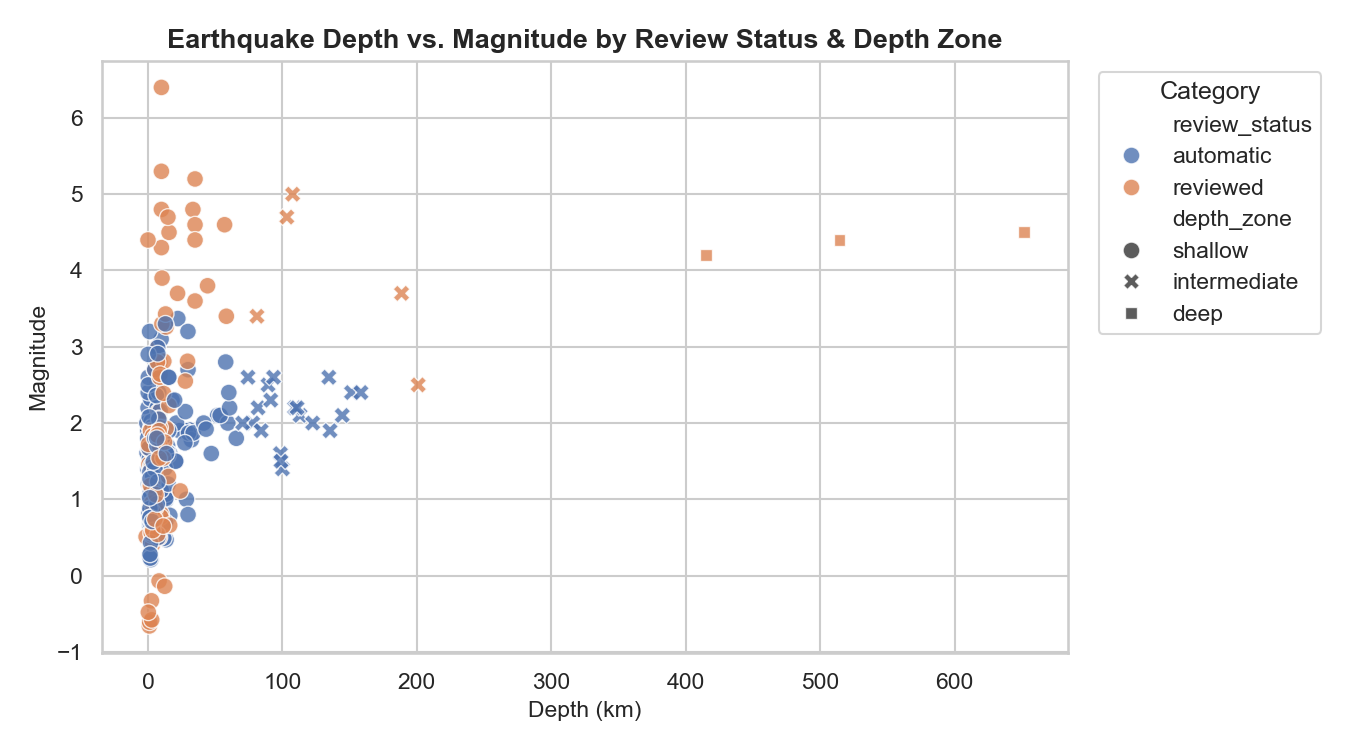 Earthquake Depth vs. Magnitude by Review Status & Depth Zone
Category
review_status
automatic
reviewed
depth_zone
shallow
intermediate
deep
Magnitude
6
5
4
3
2
1
0
−1
0 100 200 300 400 500 600
Depth (km)